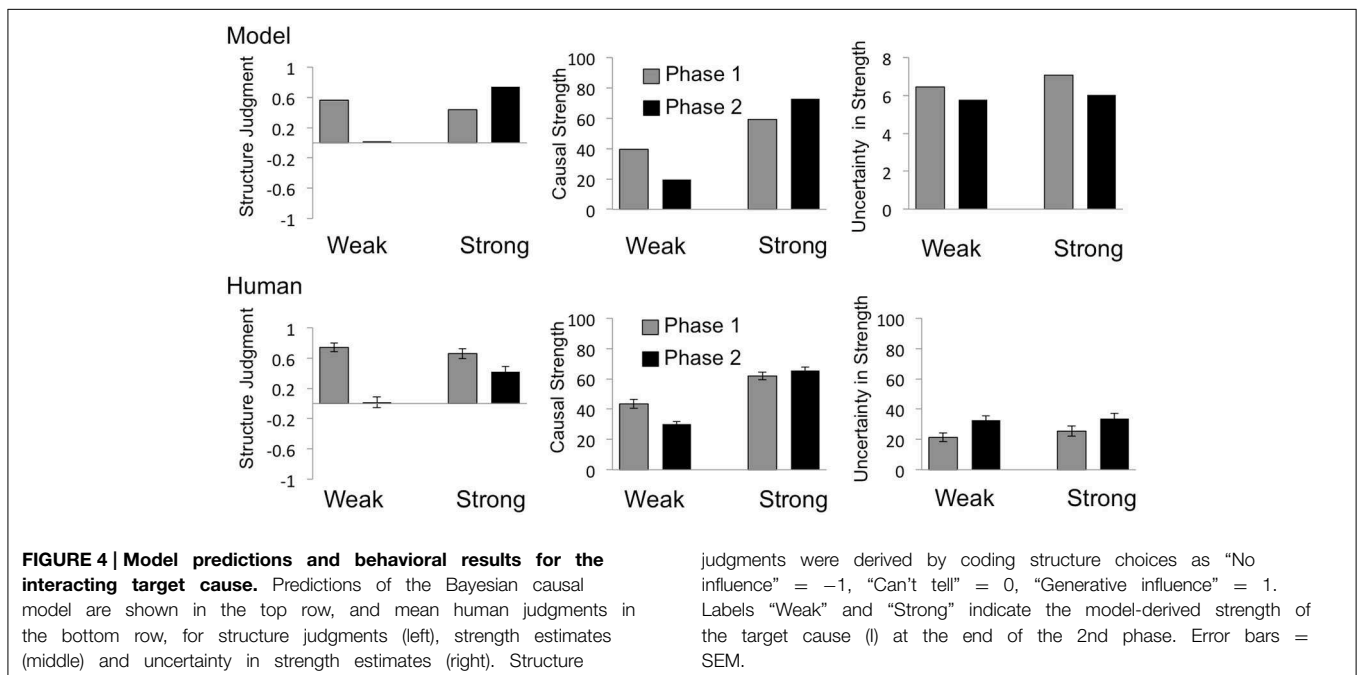 Model
Structure Judgment
1
0.6
0.2
-0.2
-0.6
-1
Weak
Strong
Causal Strength
100
80
60
40
20
0
Phase 1
Phase 2
Weak
Strong
Uncertainty in Strength
8
6
4
2
0
Weak
Strong
Human
Structure Judgment
1
0.6
0.2
-0.2
-0.6
-1
Weak
Strong
Causal Strength
100
80
60
40
20
0
Phase 1
Phase 2
Weak
Strong
Uncertainty in Strength
100
80
60
40
20
0
Weak
Strong
FIGURE 4 | Model predictions and behavioral results for the
interacting target cause. Predictions of the Bayesian causal
model are shown in the top row, and mean human judgments in
the bottom row, for structure judgments (left), strength estimates
(middle) and uncertainty in strength estimates (right). Structure
judgments were derived by coding structure choices as “No
influence” = −1, “Can’t tell” = 0, “Generative influence” = 1.
Labels “Weak” and “Strong” indicate the model-derived strength of
the target cause (I) at the end of the 2nd phase. Error bars =
SEM.